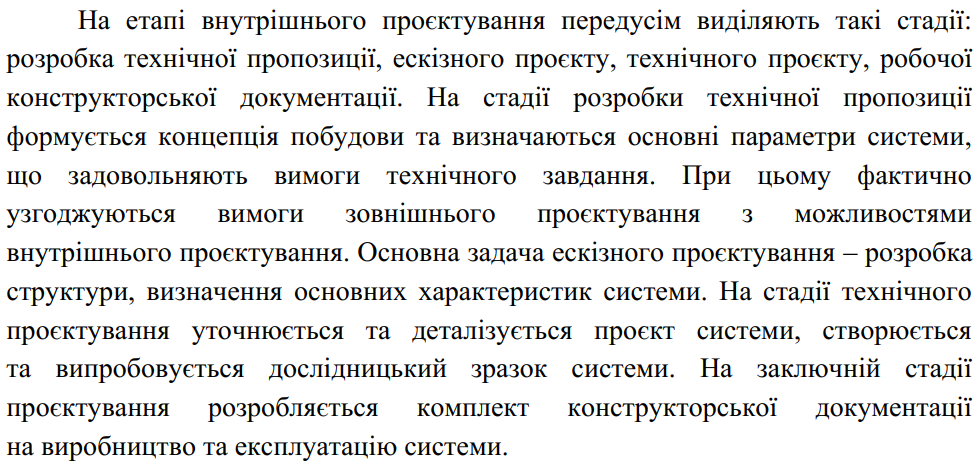 На етапі внутрішнього проєктування передусім виділяють такі стадії:
розробка технічної пропозиції, ескізного проєкту, технічного проєкту, робочої
конструкторської документації. На стадії розробки технічної пропозиції
формується концепція побудови та визначаються основні параметри системи,
що задовольняють вимоги технічного завдання. При цьому фактично
узгоджуються вимоги зовнішнього проєктування з можливостями
внутрішнього проєктування. Основна задача ескізного проєктування – розробка
структури, визначення основних характеристик системи. На стадії технічного
проєктування уточнюється та деталізується проєкт системи, створюється
та випробовується дослідницький зразок системи. На заключній стадії
проєктування розробляється комплект конструкторської документації
на виробництво та експлуатацію системи.